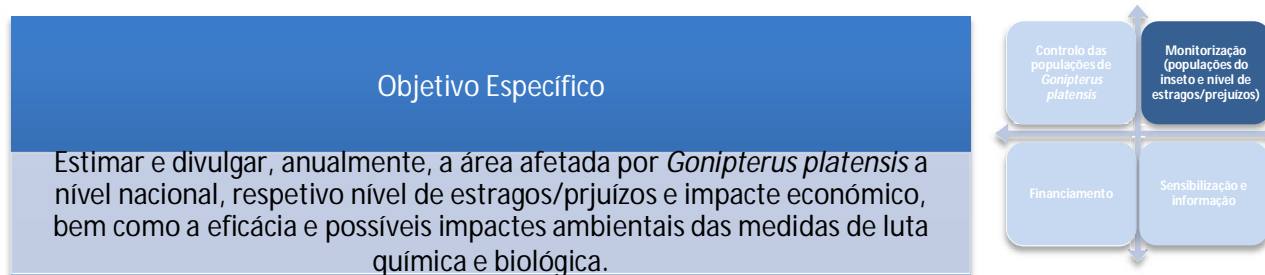 Objetivo Específico
Estimar e divulgar, anualmente, a área afetada por Gonipterus platensis a
nível nacional, respetivo nível de estragos/prjuízos e impacte económico,
bem como a eficácia e possíveis impactes ambientais das medidas de luta
química e biológica.
Controlo das
populações de
Gonipterus
platensis
Monitorização
(populações do
inseto e nível de
estragos/prejuízos)
Financiamento
Sensibilização e
informação